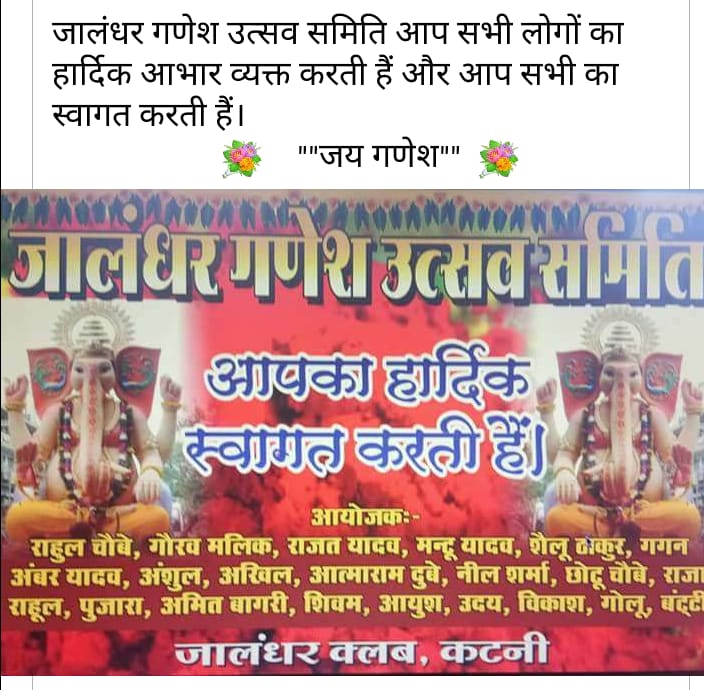 जालंधर गणेश उत्सव समिति आप सभी लोगों का
हार्दिक आभार व्यक्त करती हैं और आप सभी का
स्वागत करती हैं।
""जय गणेश""
जालंधर गणेश उत्सव समिति
आपका हार्दिक
स्वागत करती हैं।
आयोजकः-
राहुल चौबे, गौरव मलिक, राजत यादव, मन्टू यादव, शैलू ठाकुर, गगन
अंबर यादव, अंशुल, अखिल, आत्माराम दुबे, नील शर्मा, छोटू चौबे, राजा
राहूल, पुजारा, अमित बागरी, शिवम, आयुश, उदय, विकाश, गोलू, बंटटी
जालंधर क्लब, कटनी